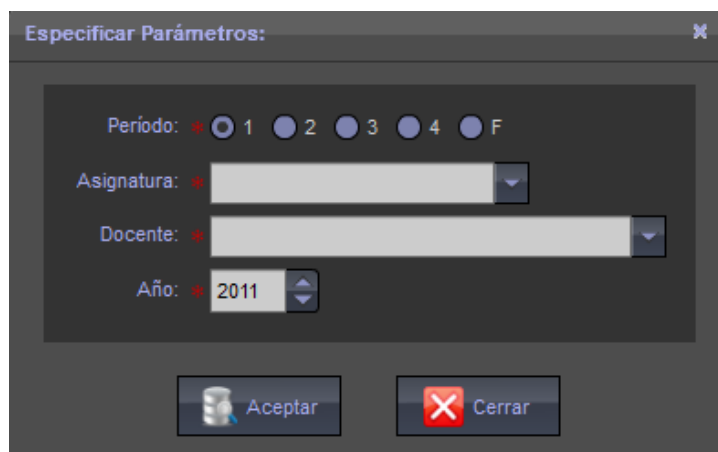 Especificar Parámetros:
Período: * 1 2 3 4 F
Asignatura: *
Docente: *
Año: * 2011
Aceptar Cerrar